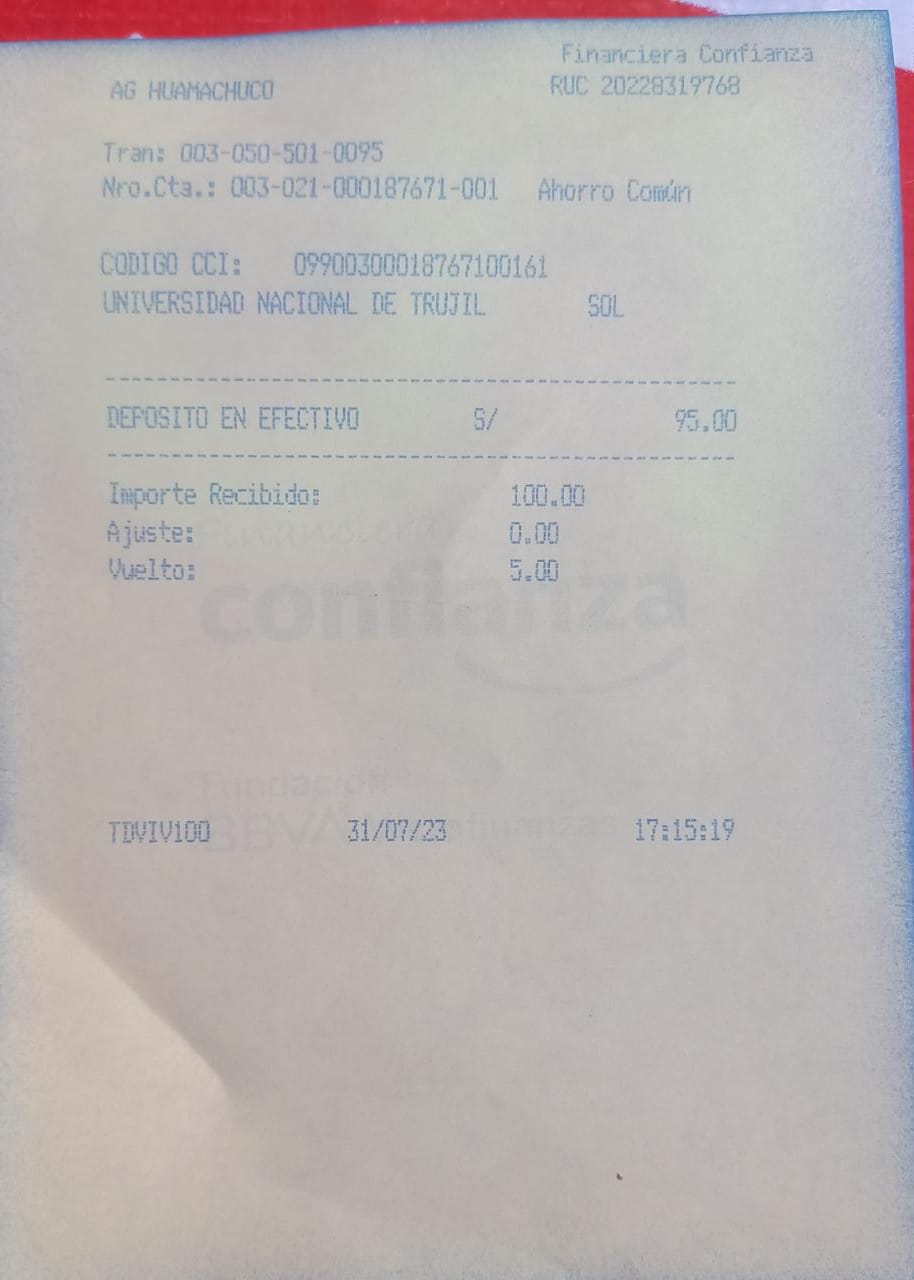 Financiera Confianza
AG HUAMACHUCO RUC 20228319768
Tran: 003-050-501-0095
Nro.Cta.: 003-021-000187671-001 Ahorro Común
CODIGO CCI: 09900300018767100161
UNIVERSIDAD NACIONAL DE TRUJIL SOL
--------------------------------------------------
DEPOSITO EN EFECTIVO S/ 95.00
--------------------------------------------------
Importe Recibido: 100.00
Ajuste: 0.00
Financiera
Vuelto: 5.00
confianza
Fundación
BBVA
TDVIV100 31/07/23 17:15:19